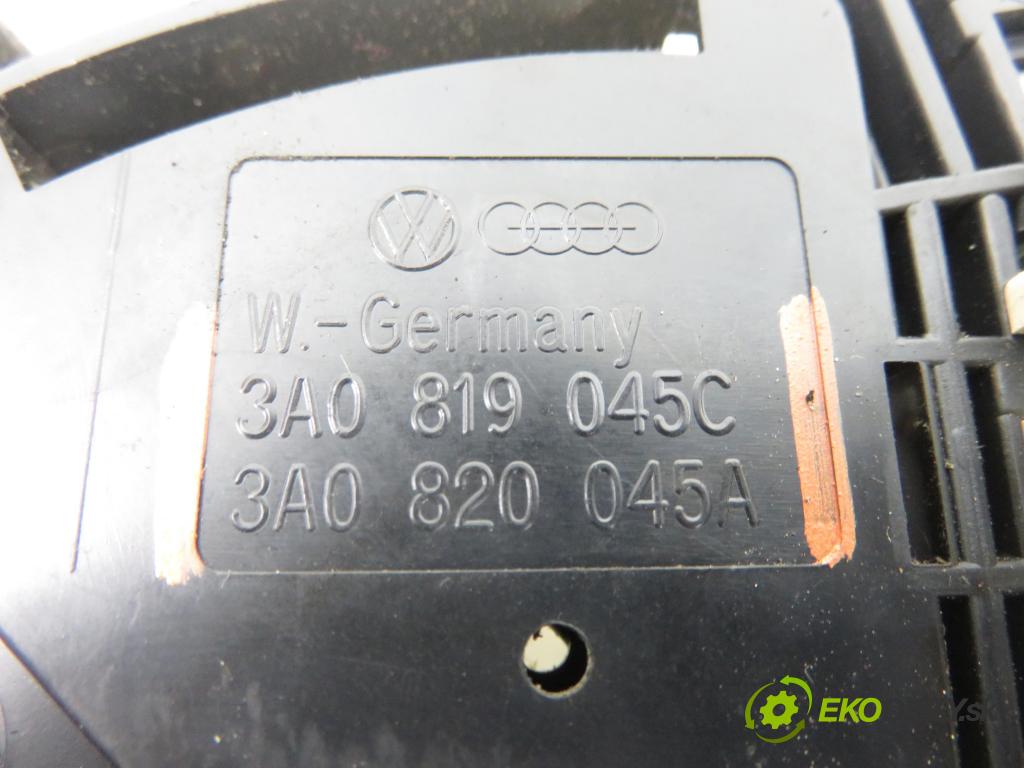 W.-Germany
3A0 819 045C
3A0 820 045A
EKO